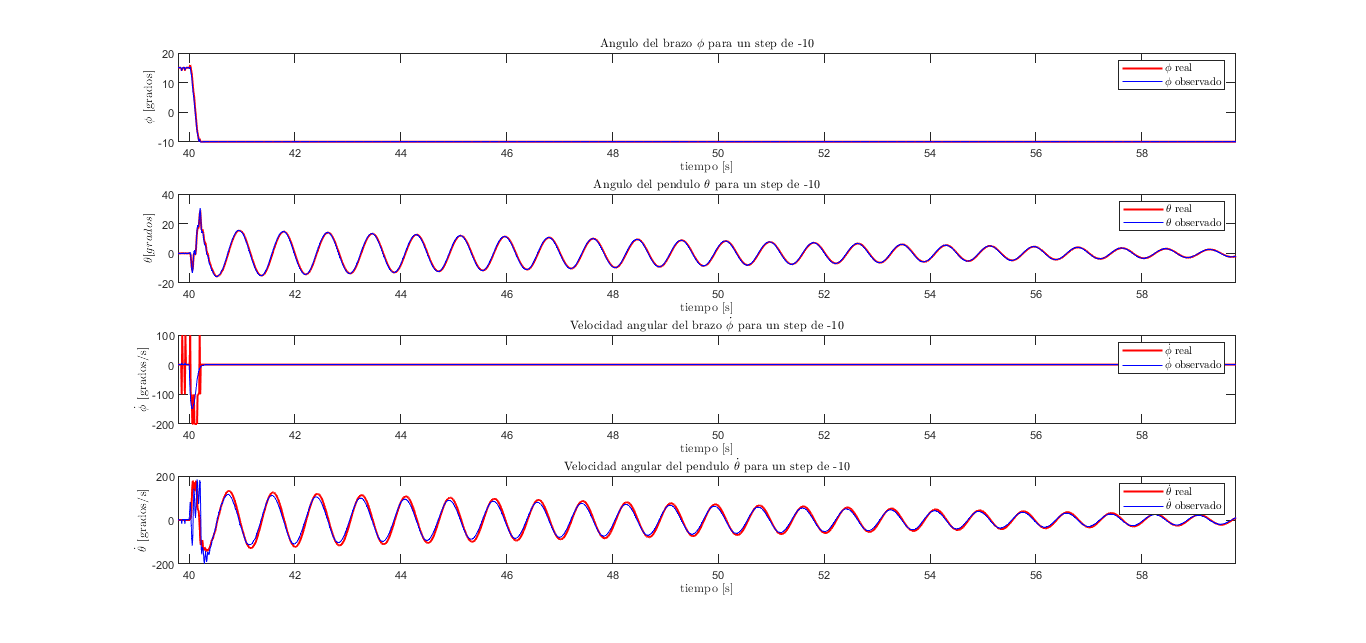 Angulo del brazo ϕ para un step de -10
20
10
0
-10
ϕ [grados]
ϕ real
ϕ observado
40 42 44 46 48 50 52 54 56 58
tiempo [s]
Angulo del pendulo θ para un step de -10
40
20
0
-20
θ[grados]
θ real
θ observado
40 42 44 46 48 50 52 54 56 58
tiempo [s]
Velocidad angular del brazo ϕ̇ para un step de -10
100
0
-100
-200
ϕ̇ [grados/s]
ϕ̇ real
ϕ̇ observado
40 42 44 46 48 50 52 54 56 58
tiempo [s]
Velocidad angular del pendulo θ̇ para un step de -10
200
0
-200
θ̇ [grados/s]
θ̇ real
θ̇ observado
40 42 44 46 48 50 52 54 56 58
tiempo [s]